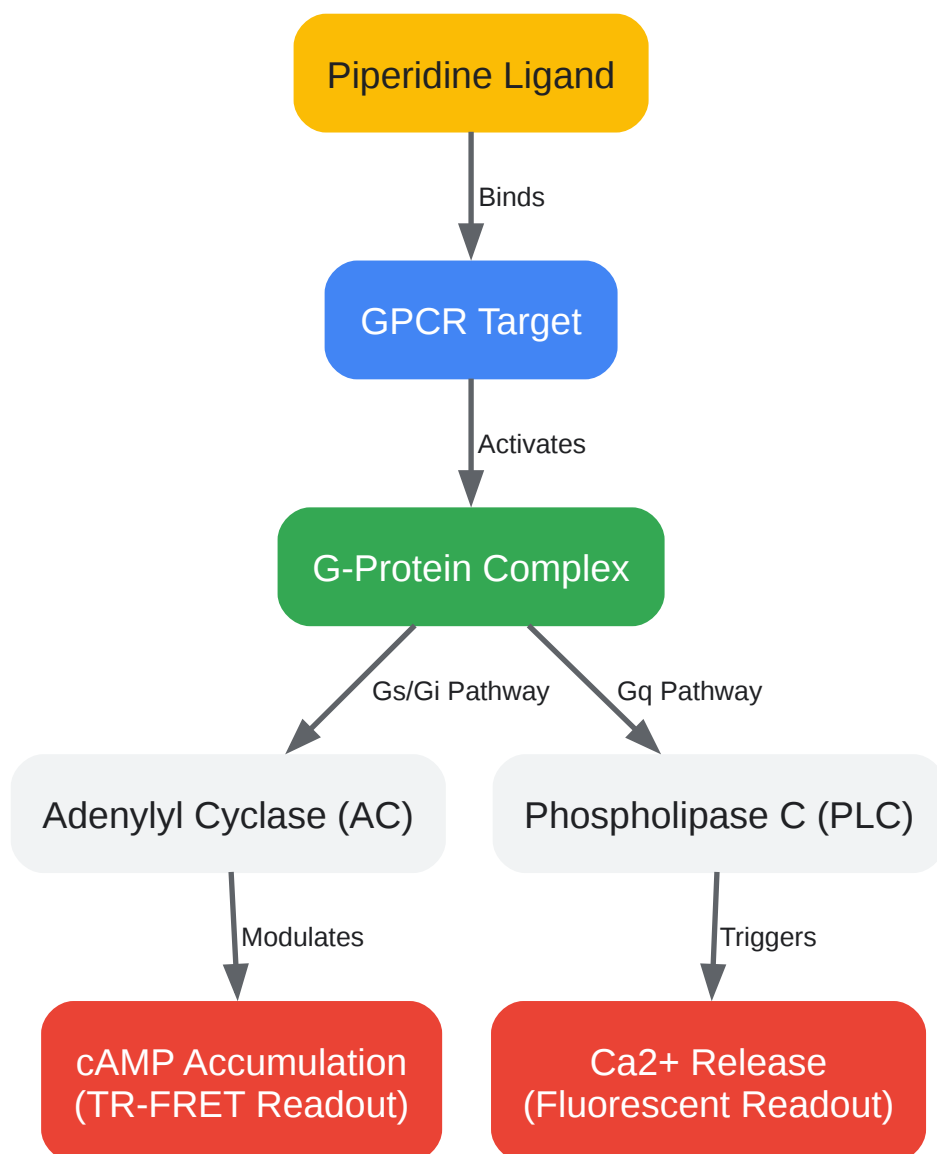 Piperidine Ligand
Binds
GPCR Target
Activates
G-Protein Complex
Gs/Gi Pathway
Gq Pathway
Adenylyl Cyclase (AC)
Phospholipase C (PLC)
Modulates
Triggers
cAMP Accumulation
(TR-FRET Readout)
Ca2+ Release
(Fluorescent Readout)